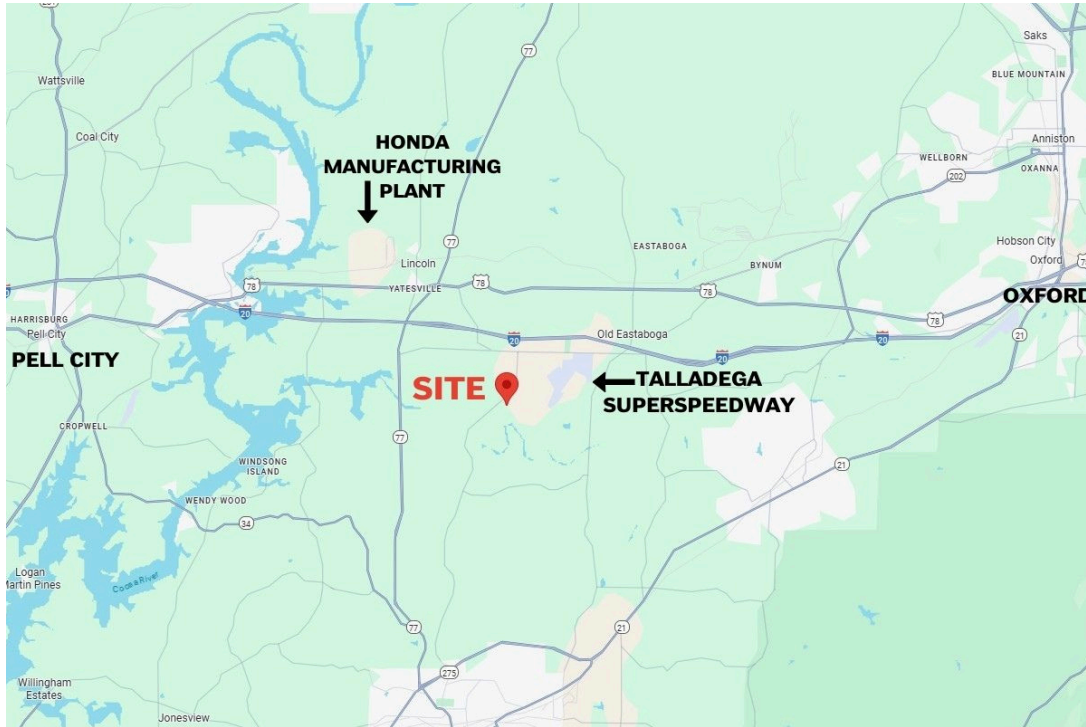 231
77
Saks
Wattsville
BLUE MOUNTAIN
Coal City
HONDA
MANUFACTURING
PLANT
Anniston
WELLBORN
OXANNA
202
77
EASTABOGA
Hobson City
Lincoln
BYNUM
Oxford
78
78
YATESVILLE
78
OXFORD
HARRISBURG
20
78
Pell City
20
Old Eastaboga
20
21
PELL CITY
20
SITE
TALLADEGA
SUPERSPEEDWAY
CROPWELL
77
WINDSONG
ISLAND
21
WENDY WOOD
34
Logan
Martin Pines
Coosa River
77
21
275
Willingham
Estates
Jonesview